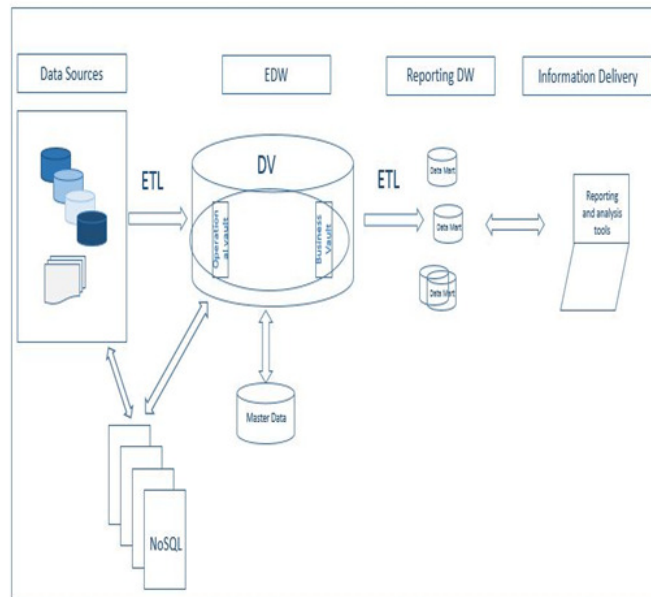 Data Sources
EDW
Reporting DW
Information Delivery
ETL
DV
ETL
Operation
al vault
Business
Vault
Data Mart
Data Mart
Data Mart
Reporting
and analysis
tools
Master Data
NoSQL